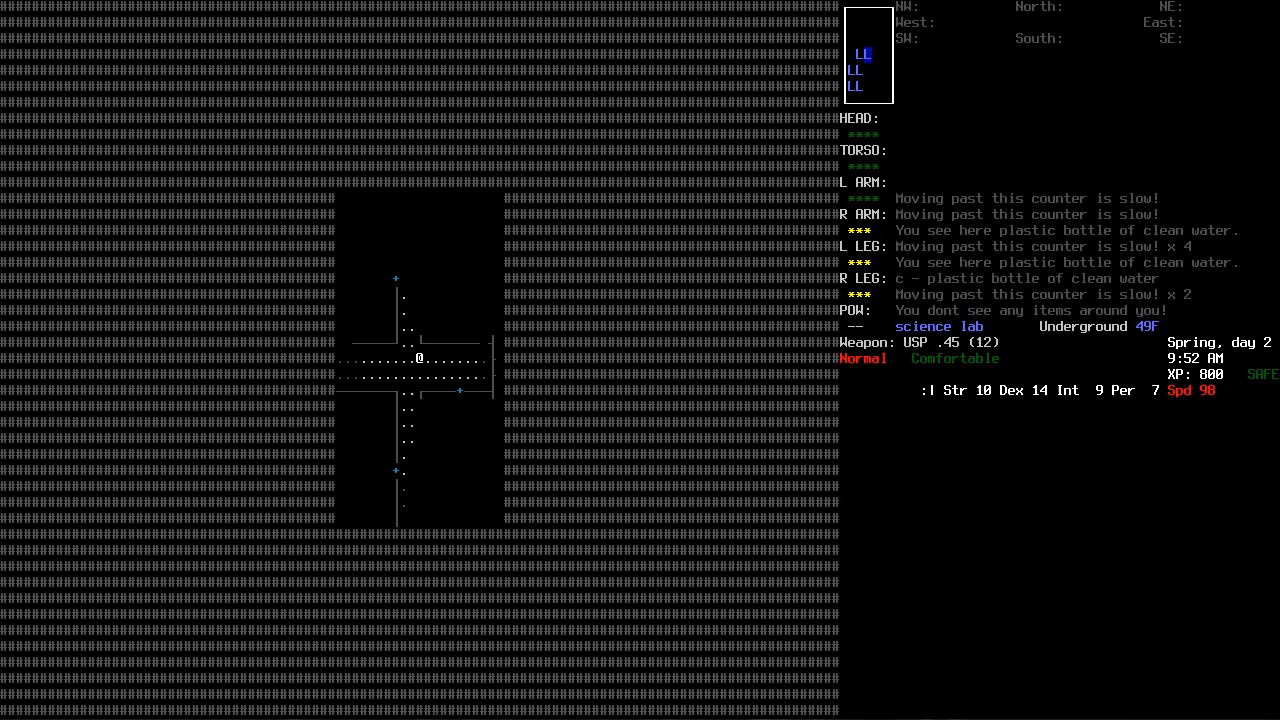 NW: North: NE:
West: East:
SW: South: SE:
LL
LL
LL
HEAD:
****
TORSO:
****
L ARM:
**** Moving past this counter is slow!
R ARM: Moving past this counter is slow!
*** You see here plastic bottle of clean water.
L LEG: Moving past this counter is slow! x 4
*** You see here plastic bottle of clean water.
R LEG: c - plastic bottle of clean water
*** Moving past this counter is slow! x 2
POW: You dont see any items around you!
-- science lab Underground 49F
Weapon: USP .45 (12) Spring, day 2
Normal Comfortable 9:52 AM
XP: 800 SAFE
:| Str 10 Dex 14 Int 9 Per 7 Spd 98
@